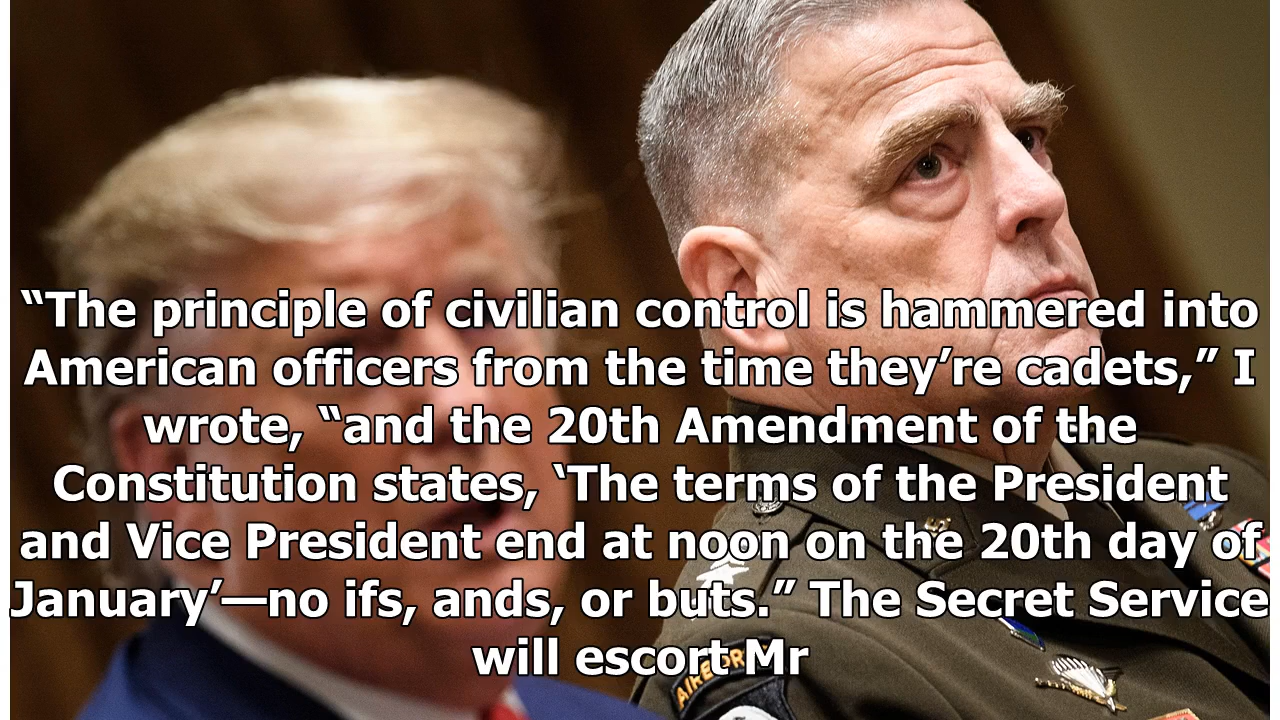 “The principle of civilian control is hammered into
American officers from the time they’re cadets,” I
wrote, “and the 20th Amendment of the
Constitution states, ‘The terms of the President
and Vice President end at noon on the 20th day of
January’—no ifs, ands, or buts.” The Secret Service
will escort Mr